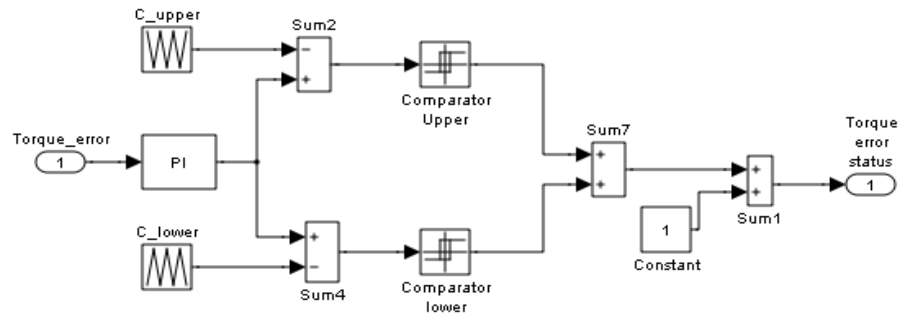 C_upper
Sum2
−
+
Comparator
Upper
Torque_error
1
PI
Sum7
+
+
Torque
error
status
1
+
+
Sum1
1
Constant
C_lower
+
−
Sum4
Comparator
lower